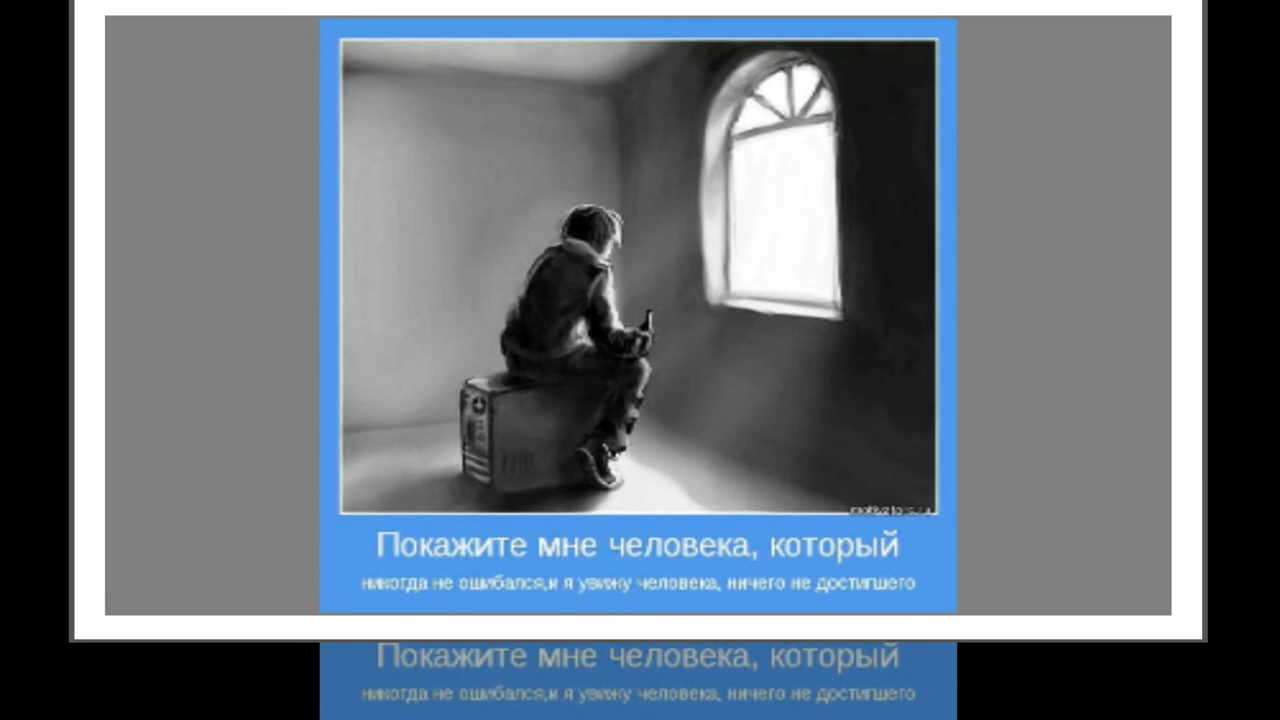 Покажите мне человека, который
никогда не ошибался,и я увижу человека, ничего не достигшего
Покажите мне человека, который
никогда не ошибался,и я увижу человека, ничего не достигшего